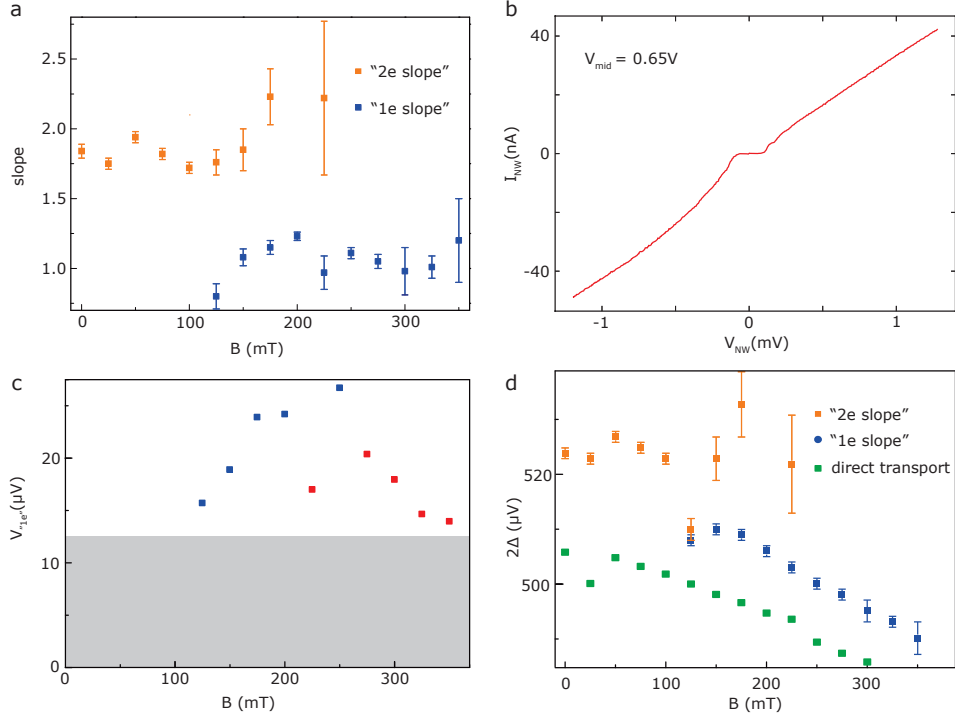 a
2.5
2.0
1.5
1.0
slope
"2e slope"
"1e slope"
0
100
200
300
B (mT)
b
40
0
-40
I_NW(nA)
V_mid = 0.65V
-1
0
1
V_NW(mV)
c
20
10
0
V_"1e"(μV)
0
100
200
300
B (mT)
d
520
500
2Δ (μV)
"2e slope"
"1e slope"
direct transport
0
100
200
300
B (mT)